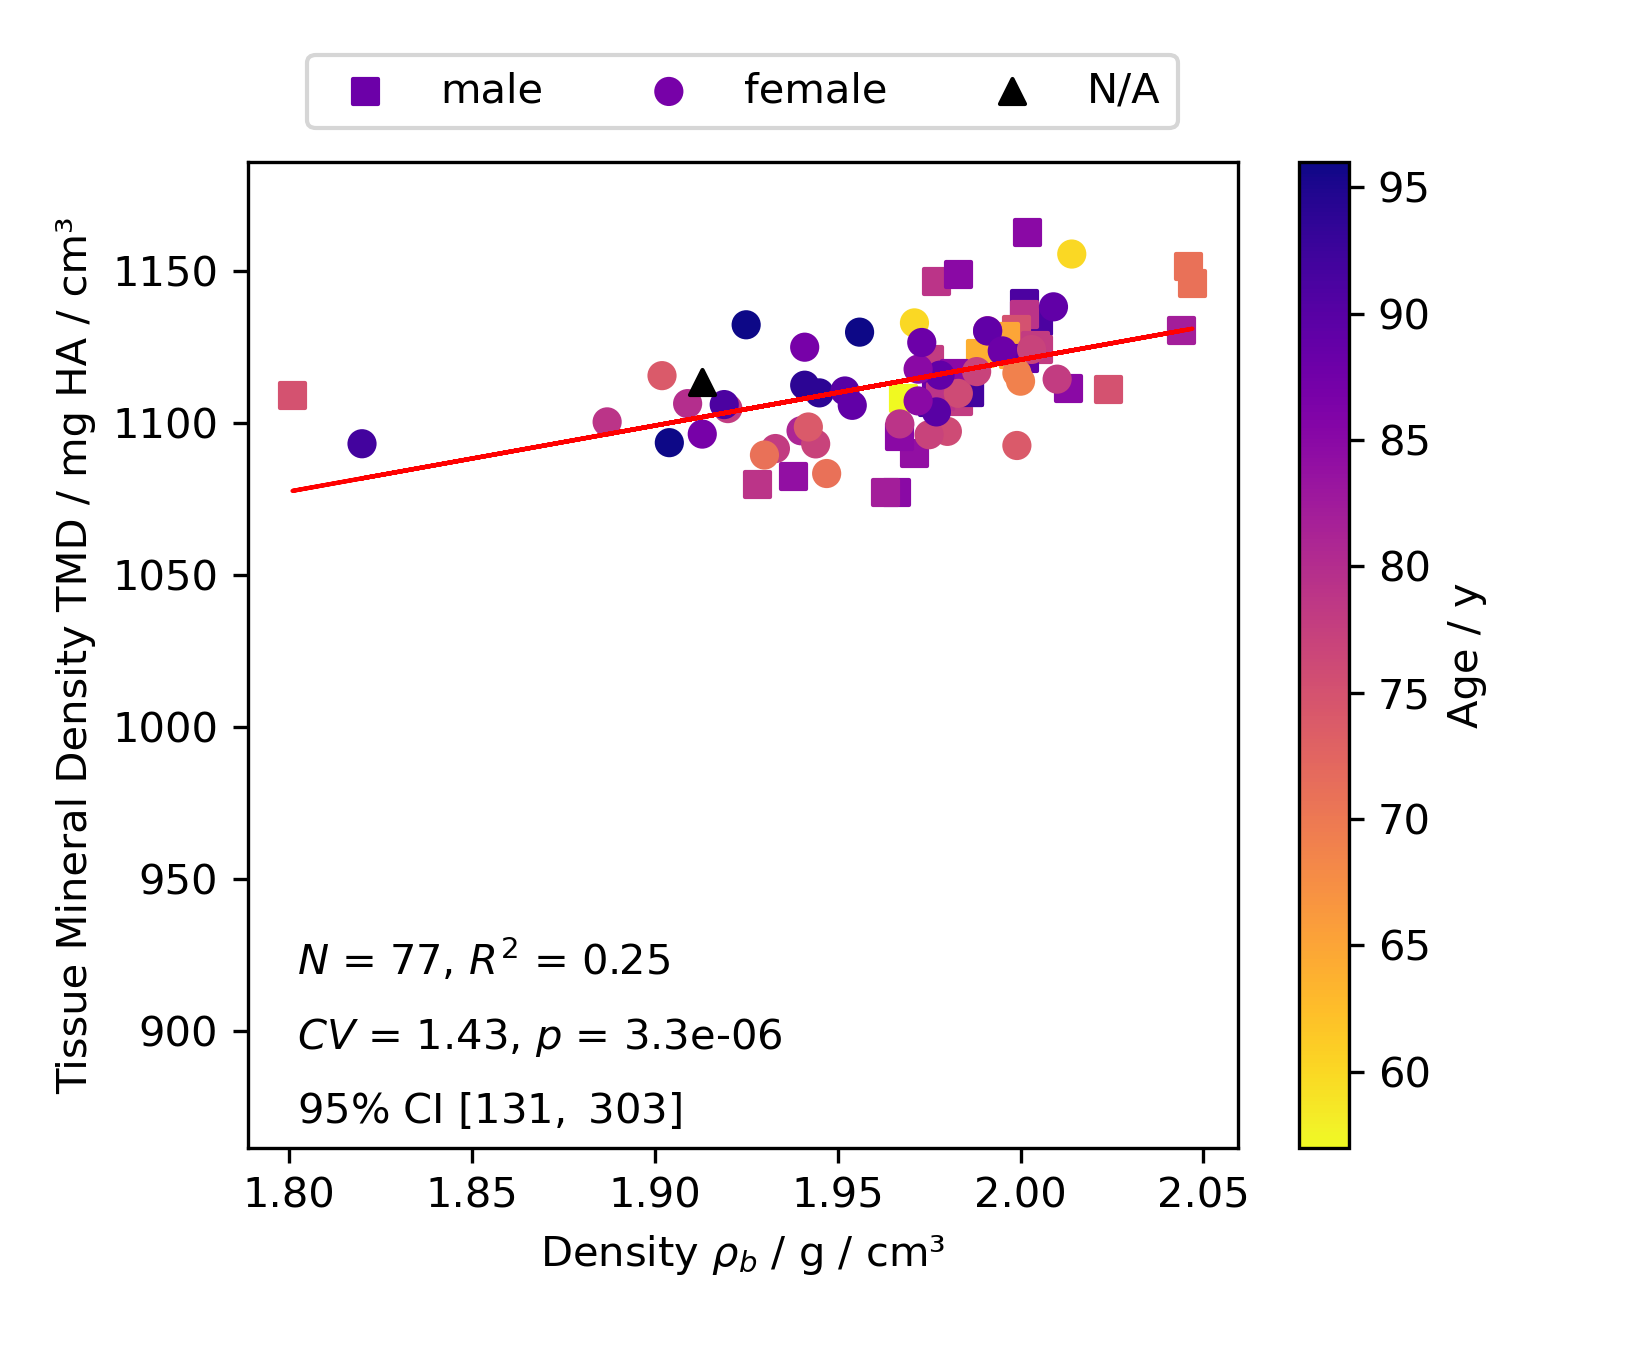 male female N/A
Tissue Mineral Density TMD / mg HA / cm³
1150
1100
1050
1000
950
900
N = 77, R² = 0.25
CV = 1.43, p = 3.3e-06
95% CI [131, 303]
1.80 1.85 1.90 1.95 2.00 2.05
Density ρ_b / g / cm³
95
90
85
80
75
70
65
60
Age / y